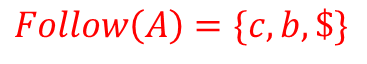 Follow(A) = {c, b, $}